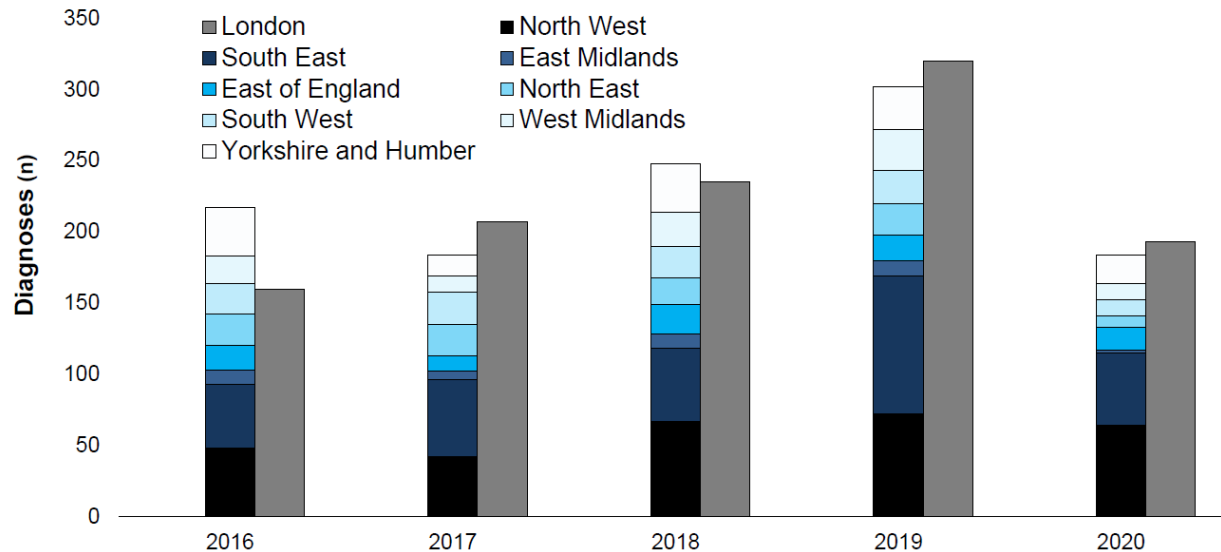 350
300
250
200
150
100
50
0
Diagnoses (n)
London North West
South East East Midlands
East of England North East
South West West Midlands
Yorkshire and Humber
2016 2017 2018 2019 2020